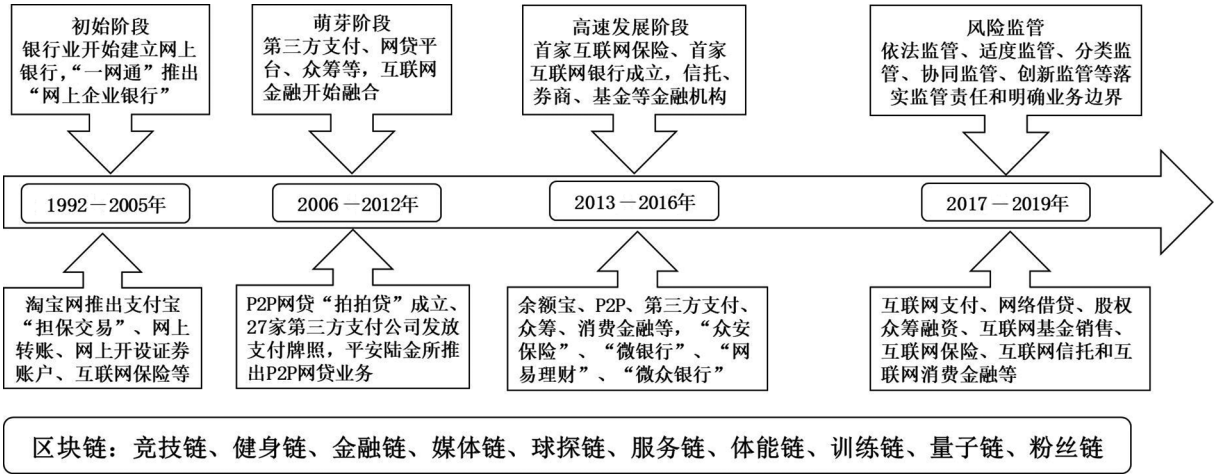 初始阶段
银行业开始建立网上
银行，“一网通”推出
“网上企业银行”
萌芽阶段
第三方支付、网贷平
台、众筹等，互联网
金融开始融合
高速发展阶段
首家互联网保险、首家
互联网银行成立，信托、
券商、基金等金融机构
风险监管
依法监管、适度监管、分类监
管、协同监管、创新监管等落
实监管责任和明确业务边界
1992－2005年
2006－2012年
2013－2016年
2017－2019年
淘宝网推出支付宝
“担保交易”、网上
转账、网上开设证券
账户、互联网保险等
P2P网贷“拍拍贷”成立、
27家第三方支付公司发放
支付牌照，平安陆金所推
出P2P网贷业务
余额宝、P2P、第三方支付、
众筹、消费金融等，“众安
保险”、“微银行”、“网
易理财”、“微众银行”
互联网支付、网络借贷、股权
众筹融资、互联网基金销售、
互联网保险、互联网信托和互
联网消费金融等
区块链：竞技链、健身链、金融链、媒体链、球探链、服务链、体能链、训练链、量子链、粉丝链